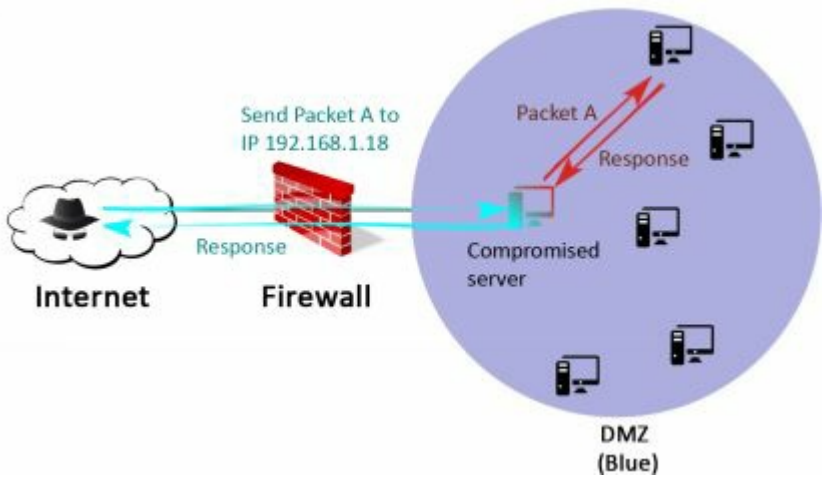 Send Packet A to
IP 192.168.1.18
Packet A
Response
Response
Compromised
server
Internet
Firewall
DMZ
(Blue)